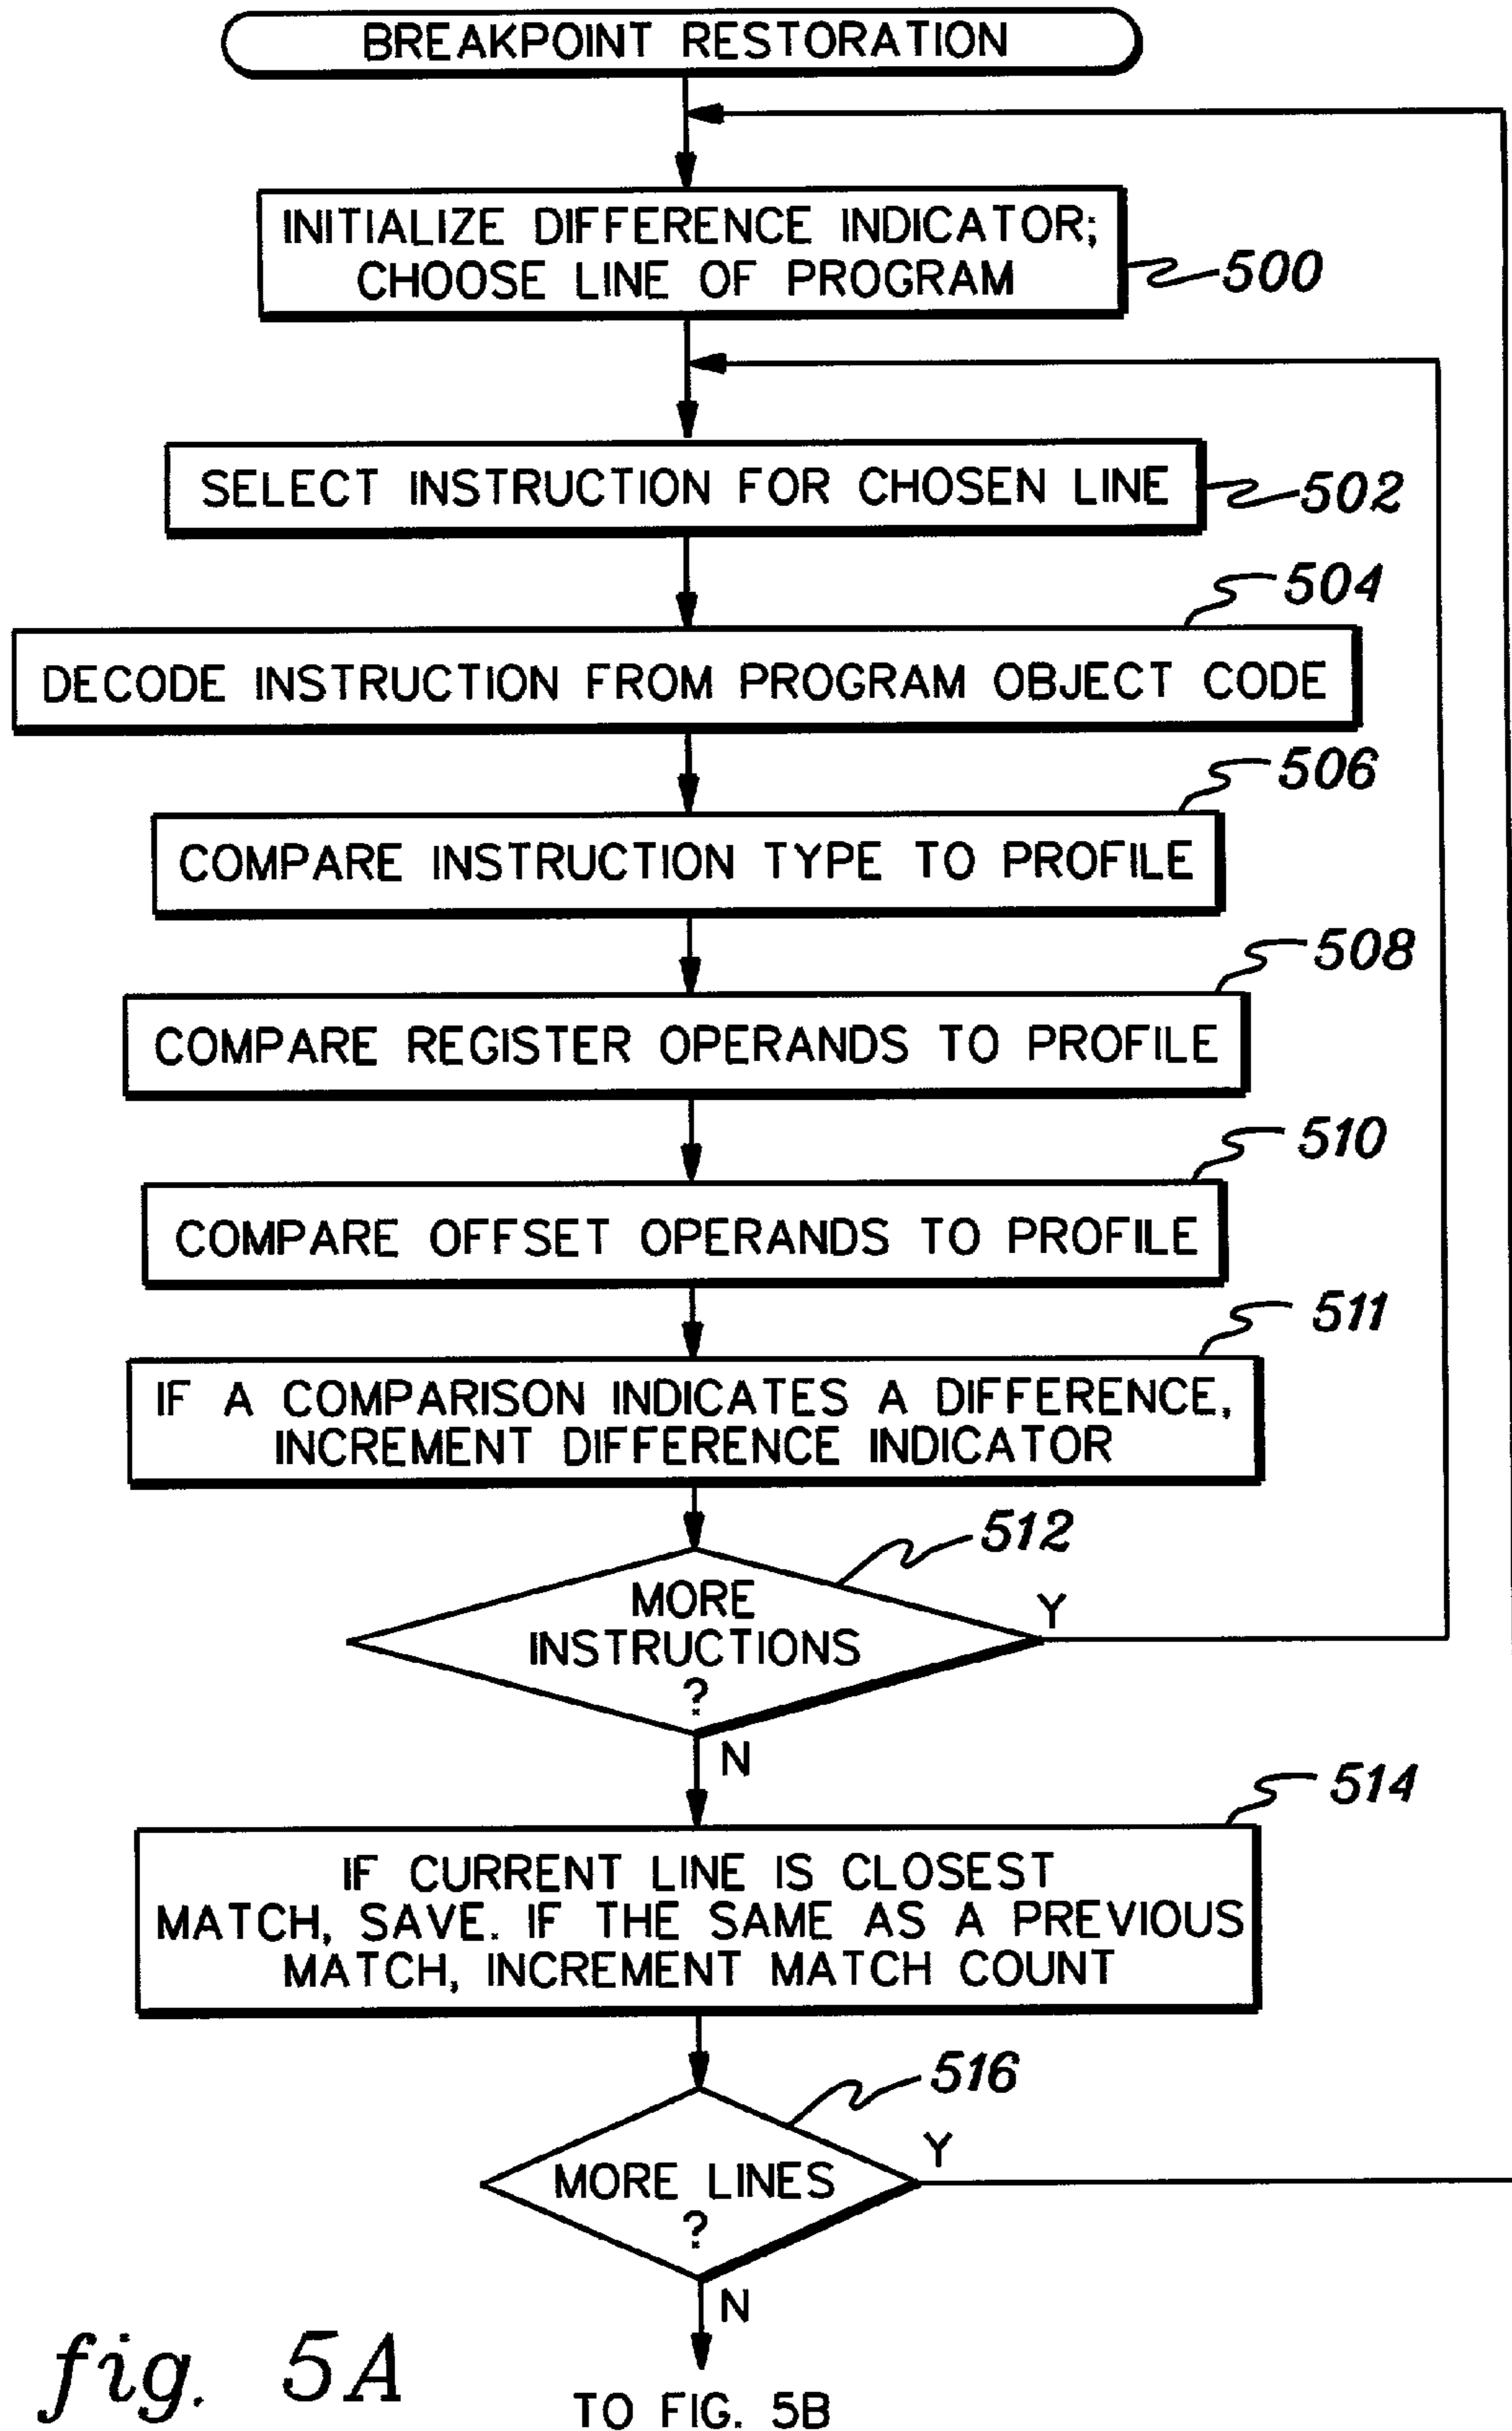 BREAKPOINT RESTORATION
INITIALIZE DIFFERENCE INDICATOR;
CHOOSE LINE OF PROGRAM
500
SELECT INSTRUCTION FOR CHOSEN LINE
502
504
DECODE INSTRUCTION FROM PROGRAM OBJECT CODE
506
COMPARE INSTRUCTION TYPE TO PROFILE
508
COMPARE REGISTER OPERANDS TO PROFILE
510
COMPARE OFFSET OPERANDS TO PROFILE
511
IF A COMPARISON INDICATES A DIFFERENCE,
INCREMENT DIFFERENCE INDICATOR
512
MORE
INSTRUCTIONS
?
Y
N
514
IF CURRENT LINE IS CLOSEST
MATCH, SAVE. IF THE SAME AS A PREVIOUS
MATCH, INCREMENT MATCH COUNT
516
MORE LINES
?
Y
N
fig. 5A
TO FIG. 5B